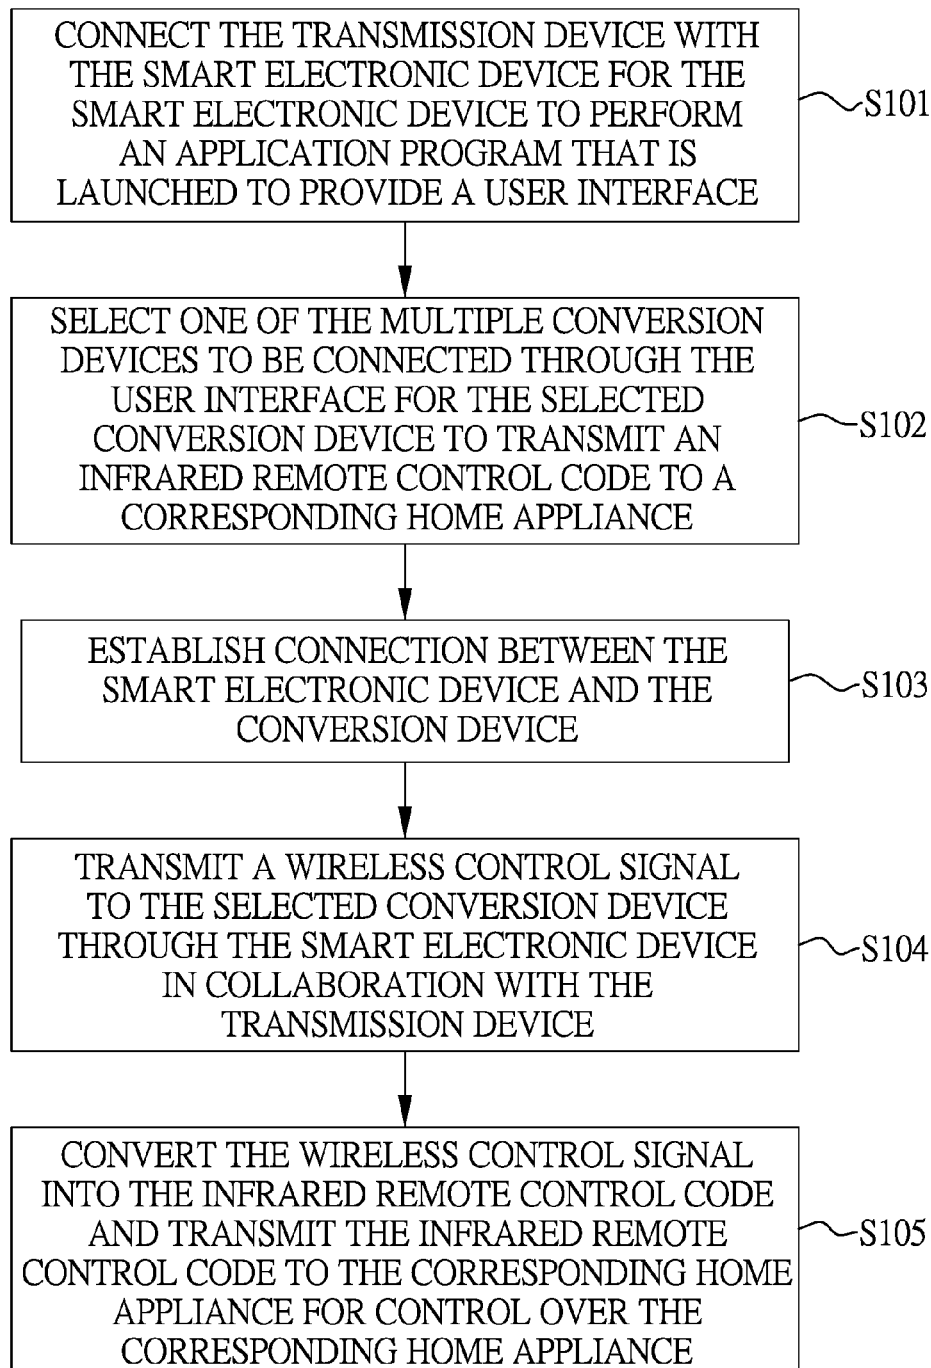 CONNECT THE TRANSMISSION DEVICE WITH
THE SMART ELECTRONIC DEVICE FOR THE
SMART ELECTRONIC DEVICE TO PERFORM
AN APPLICATION PROGRAM THAT IS
LAUNCHED TO PROVIDE A USER INTERFACE
S101
SELECT ONE OF THE MULTIPLE CONVERSION
DEVICES TO BE CONNECTED THROUGH THE
USER INTERFACE FOR THE SELECTED
CONVERSION DEVICE TO TRANSMIT AN
INFRARED REMOTE CONTROL CODE TO A
CORRESPONDING HOME APPLIANCE
S102
ESTABLISH CONNECTION BETWEEN THE
SMART ELECTRONIC DEVICE AND THE
CONVERSION DEVICE
S103
TRANSMIT A WIRELESS CONTROL SIGNAL
TO THE SELECTED CONVERSION DEVICE
THROUGH THE SMART ELECTRONIC DEVICE
IN COLLABORATION WITH THE
TRANSMISSION DEVICE
S104
CONVERT THE WIRELESS CONTROL SIGNAL
INTO THE INFRARED REMOTE CONTROL CODE
AND TRANSMIT THE INFRARED REMOTE
CONTROL CODE TO THE CORRESPONDING HOME
APPLIANCE FOR CONTROL OVER THE
CORRESPONDING HOME APPLIANCE
S105